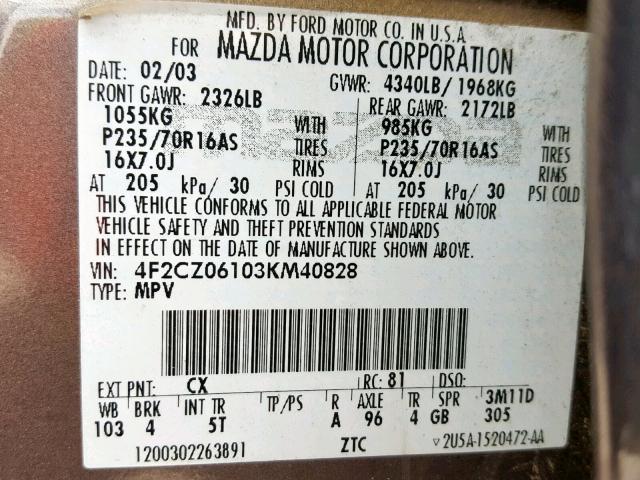 MFD. BY FORD MOTOR CO. IN U.S.A.
FOR MAZDA MOTOR CORPORATION
DATE: 02/03 GVWR: 4340LB/ 1968KG
FRONT GAWR: 2326LB REAR GAWR: 2172LB
1055KG WITH 985KG WITH
P235/70R16AS TIRES P235/70R16AS TIRES
16X7.0J RIMS 16X7.0J RIMS
AT 205 kPa/ 30 PSI COLD AT 205 kPa/ 30 PSI COLD
THIS VEHICLE CONFORMS TO ALL APPLICABLE FEDERAL MOTOR
VEHICLE SAFETY AND THEFT PREVENTION STANDARDS
IN EFFECT ON THE DATE OF MANUFACTURE SHOWN ABOVE.
VIN: 4F2CZ06103KM40828
TYPE: MPV
EXT PNT: CX RC: 81 DSO:
WB BRK INT TR TP/PS R AXLE TR SPR 3M11D
103 4 5T A 96 4 GB 305
1200302263891 ZTC 2U5A-1520472-AA